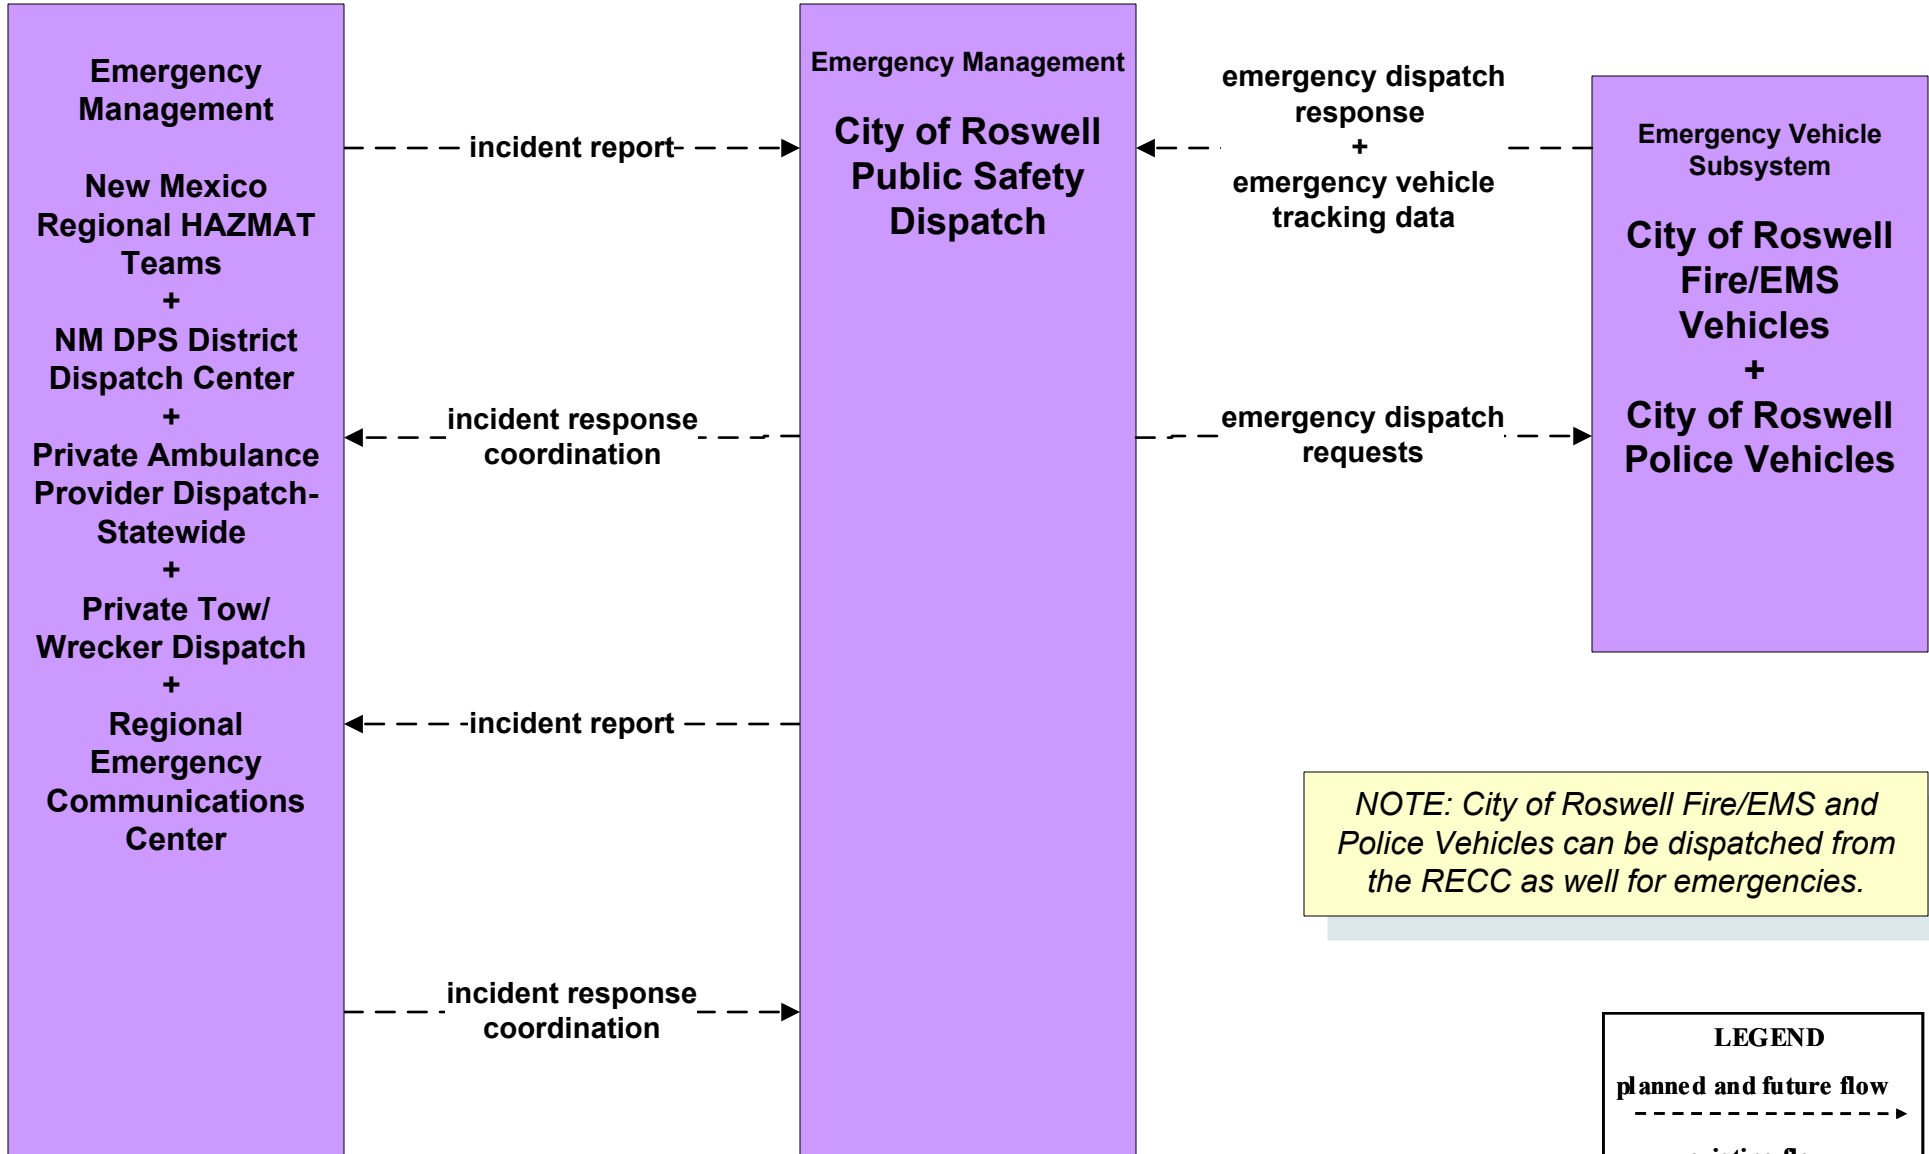 Emergency
Management
New Mexico
Regional HAZMAT
Teams
+
NM DPS District
Dispatch Center
+
Private Ambulance
Provider Dispatch-
Statewide
+
Private Tow/
Wrecker Dispatch
+
Regional
Emergency
Communications
Center
incident report
incident response
coordination
incident report
incident response
coordination
Emergency Management
City of Roswell
Public Safety
Dispatch
emergency dispatch
response
+
emergency vehicle
tracking data
emergency dispatch
requests
Emergency Vehicle
Subsystem
City of Roswell
Fire/EMS
Vehicles
+
City of Roswell
Police Vehicles
NOTE: City of Roswell Fire/EMS and
Police Vehicles can be dispatched from
the RECC as well for emergencies.
LEGEND
planned and future flow